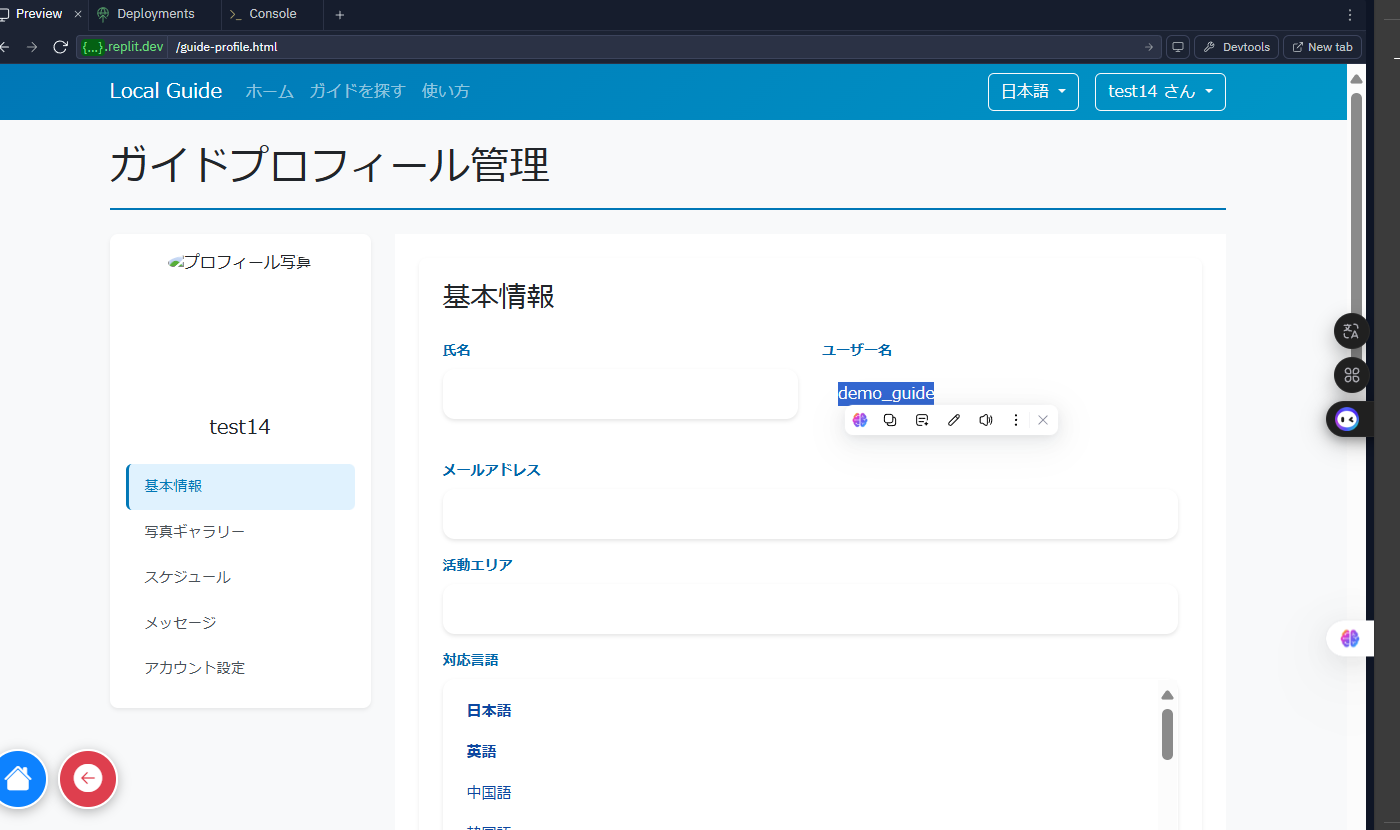 Preview
Deployments
Console
{...}.replit.dev
/guide-profile.html
Devtools
New tab
Local Guide
ホーム
ガイドを探す
使い方
日本語
test14 さん
ガイドプロフィール管理
プロフィール写真
test14
基本情報
写真ギャラリー
スケジュール
メッセージ
アカウント設定
基本情報
氏名
ユーザー名
demo_guide
メールアドレス
活動エリア
対応言語
日本語
英語
中国語